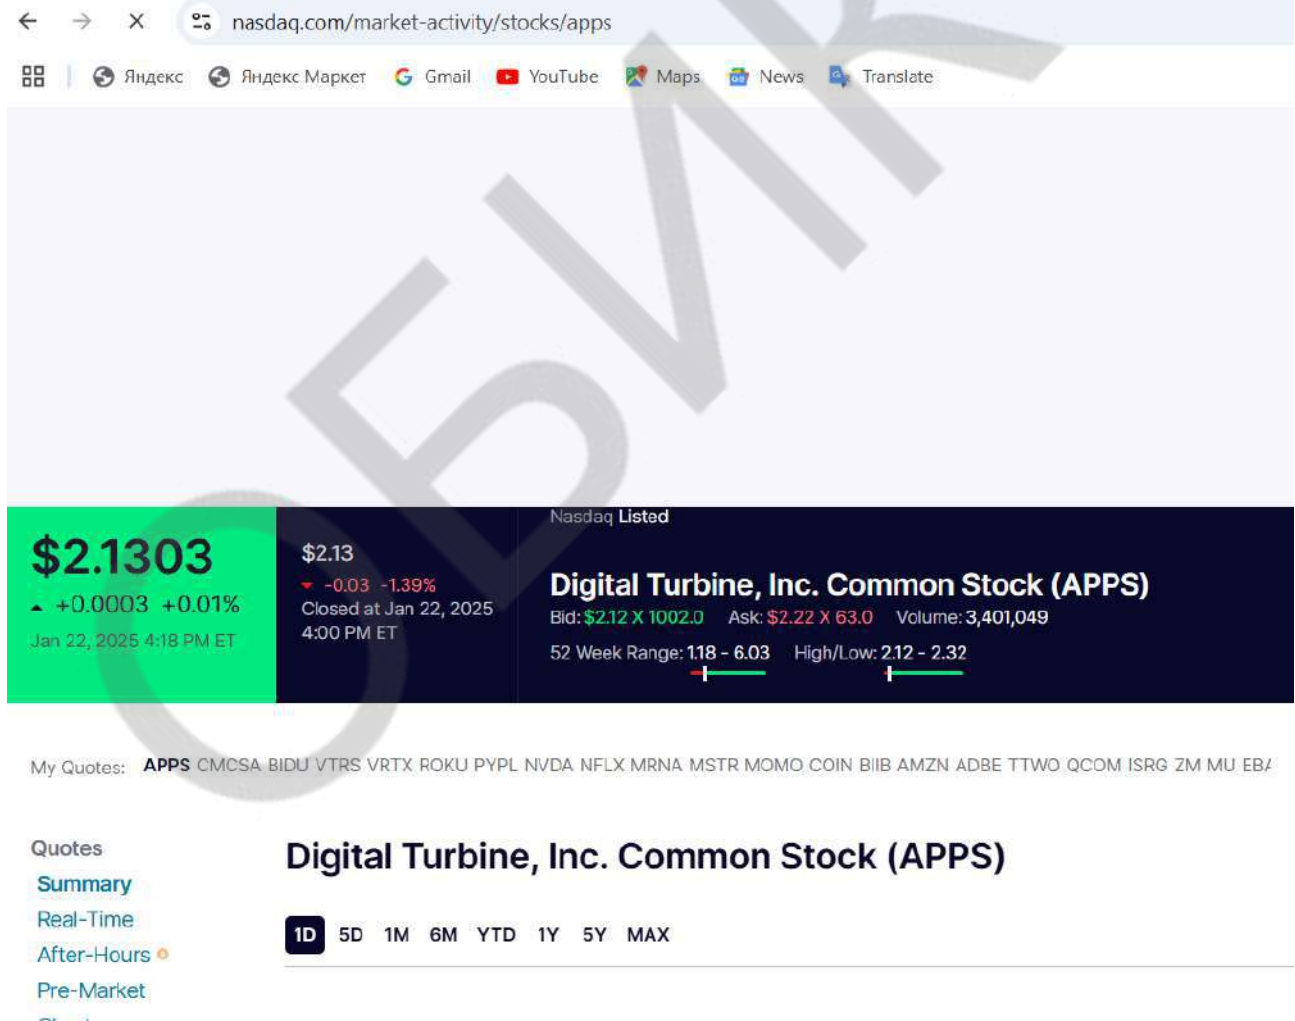 nasdaq.com/market-activity/stocks/apps
Яндекс Яндекс Маркет Gmail YouTube Maps News Translate
ОБИК
Nasdaq Listed
$2.1303
+0.0003 +0.01%
Jan 22, 2025 4:18 PM ET
$2.13
-0.03 -1.39%
Closed at Jan 22, 2025
4:00 PM ET
Digital Turbine, Inc. Common Stock (APPS)
Bid: $2.12 X 1002.0 Ask: $2.22 X 63.0 Volume: 3,401,049
52 Week Range: 1.18 - 6.03 High/Low: 2.12 - 2.32
My Quotes: APPS CMCSA BIDU VTRS VRTX ROKU PYPL NVDA NFLX MRNA MSTR MOMO COIN BIIB AMZN ADBE TTWO QCOM ISRG ZM MU
Quotes
Summary
Real-Time
After-Hours
Pre-Market
Digital Turbine, Inc. Common Stock (APPS)
1D 5D 1M 6M YTD 1Y 5Y MAX